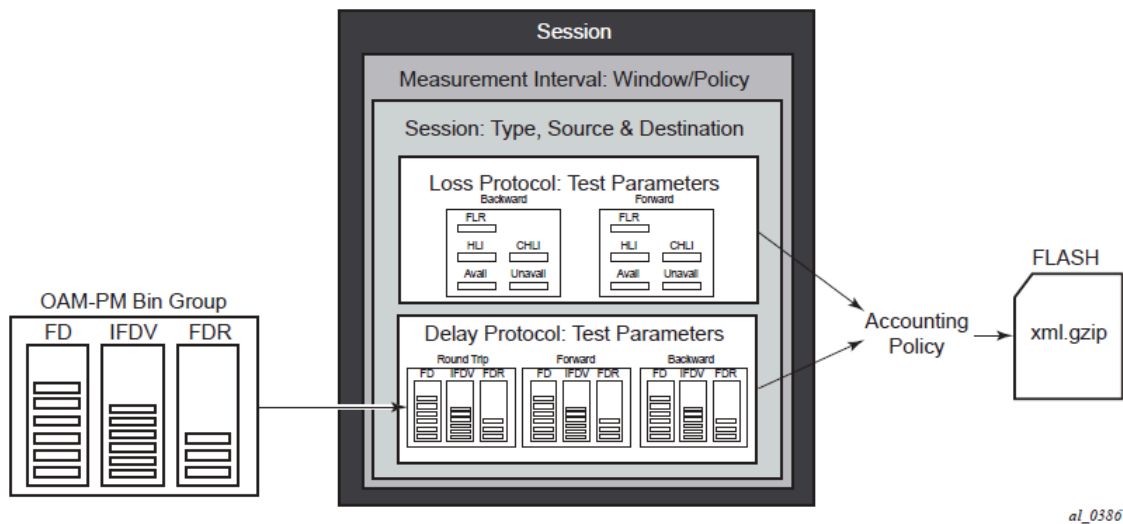 Session
Measurement Interval: Window/Policy
Session: Type, Source & Destination
Loss Protocol: Test Parameters
Backward
Forward
FLR
FLR
HLI
CHLI
HLI
CHLI
Avail
Unavail
Avail
Unavail
OAM-PM Bin Group
FD
IFDV
FDR
Delay Protocol: Test Parameters
Round Trip
Forward
Backward
FD
IFDV
FDR
FD
IFDV
FDR
FD
IFDV
FDR
Accounting
Policy
FLASH
xml.gzip
al_0386